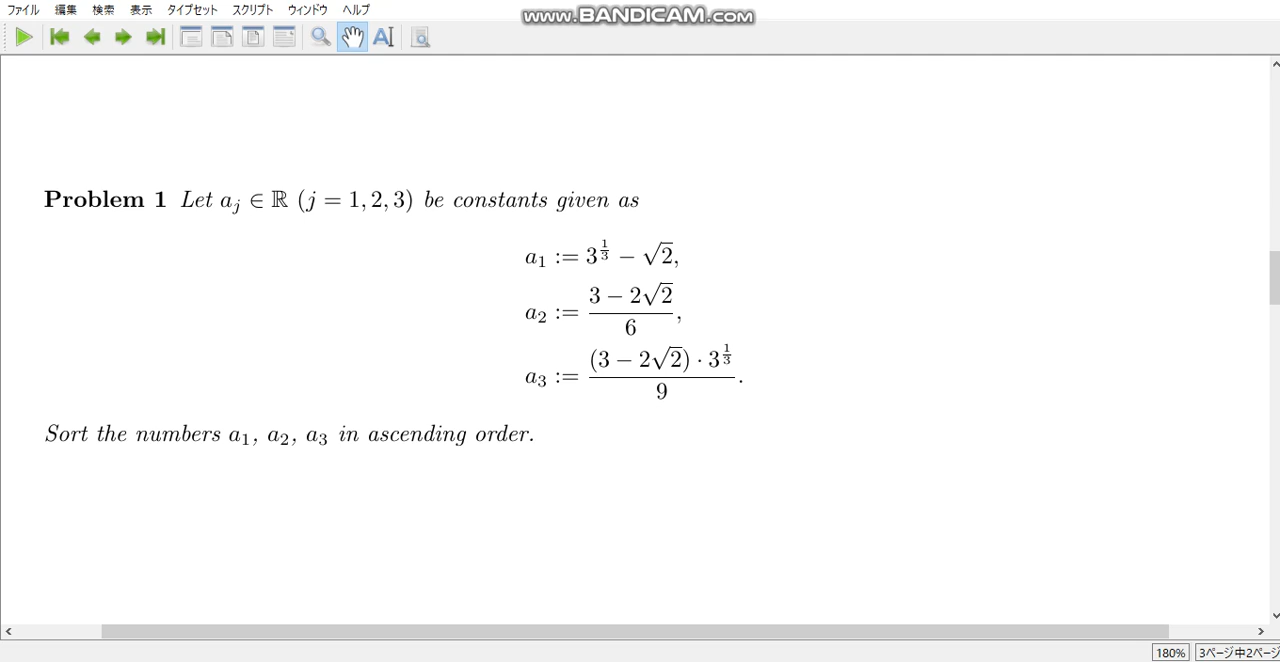 ファイル 編集 検索 表示 タイプセット スクリプト ウィンドウ ヘルプ
www.BANDICAM.com
Problem 1 Let a_j ∈ ℝ (j = 1, 2, 3) be constants given as
a_1 := 3^{\frac{1}{3}} − √2,
a_2 := \frac{3 − 2√2}{6},
a_3 := \frac{(3 − 2√2) · 3^{\frac{1}{3}}}{9}.
Sort the numbers a_1, a_2, a_3 in ascending order.
180% 3ページ中2ページ